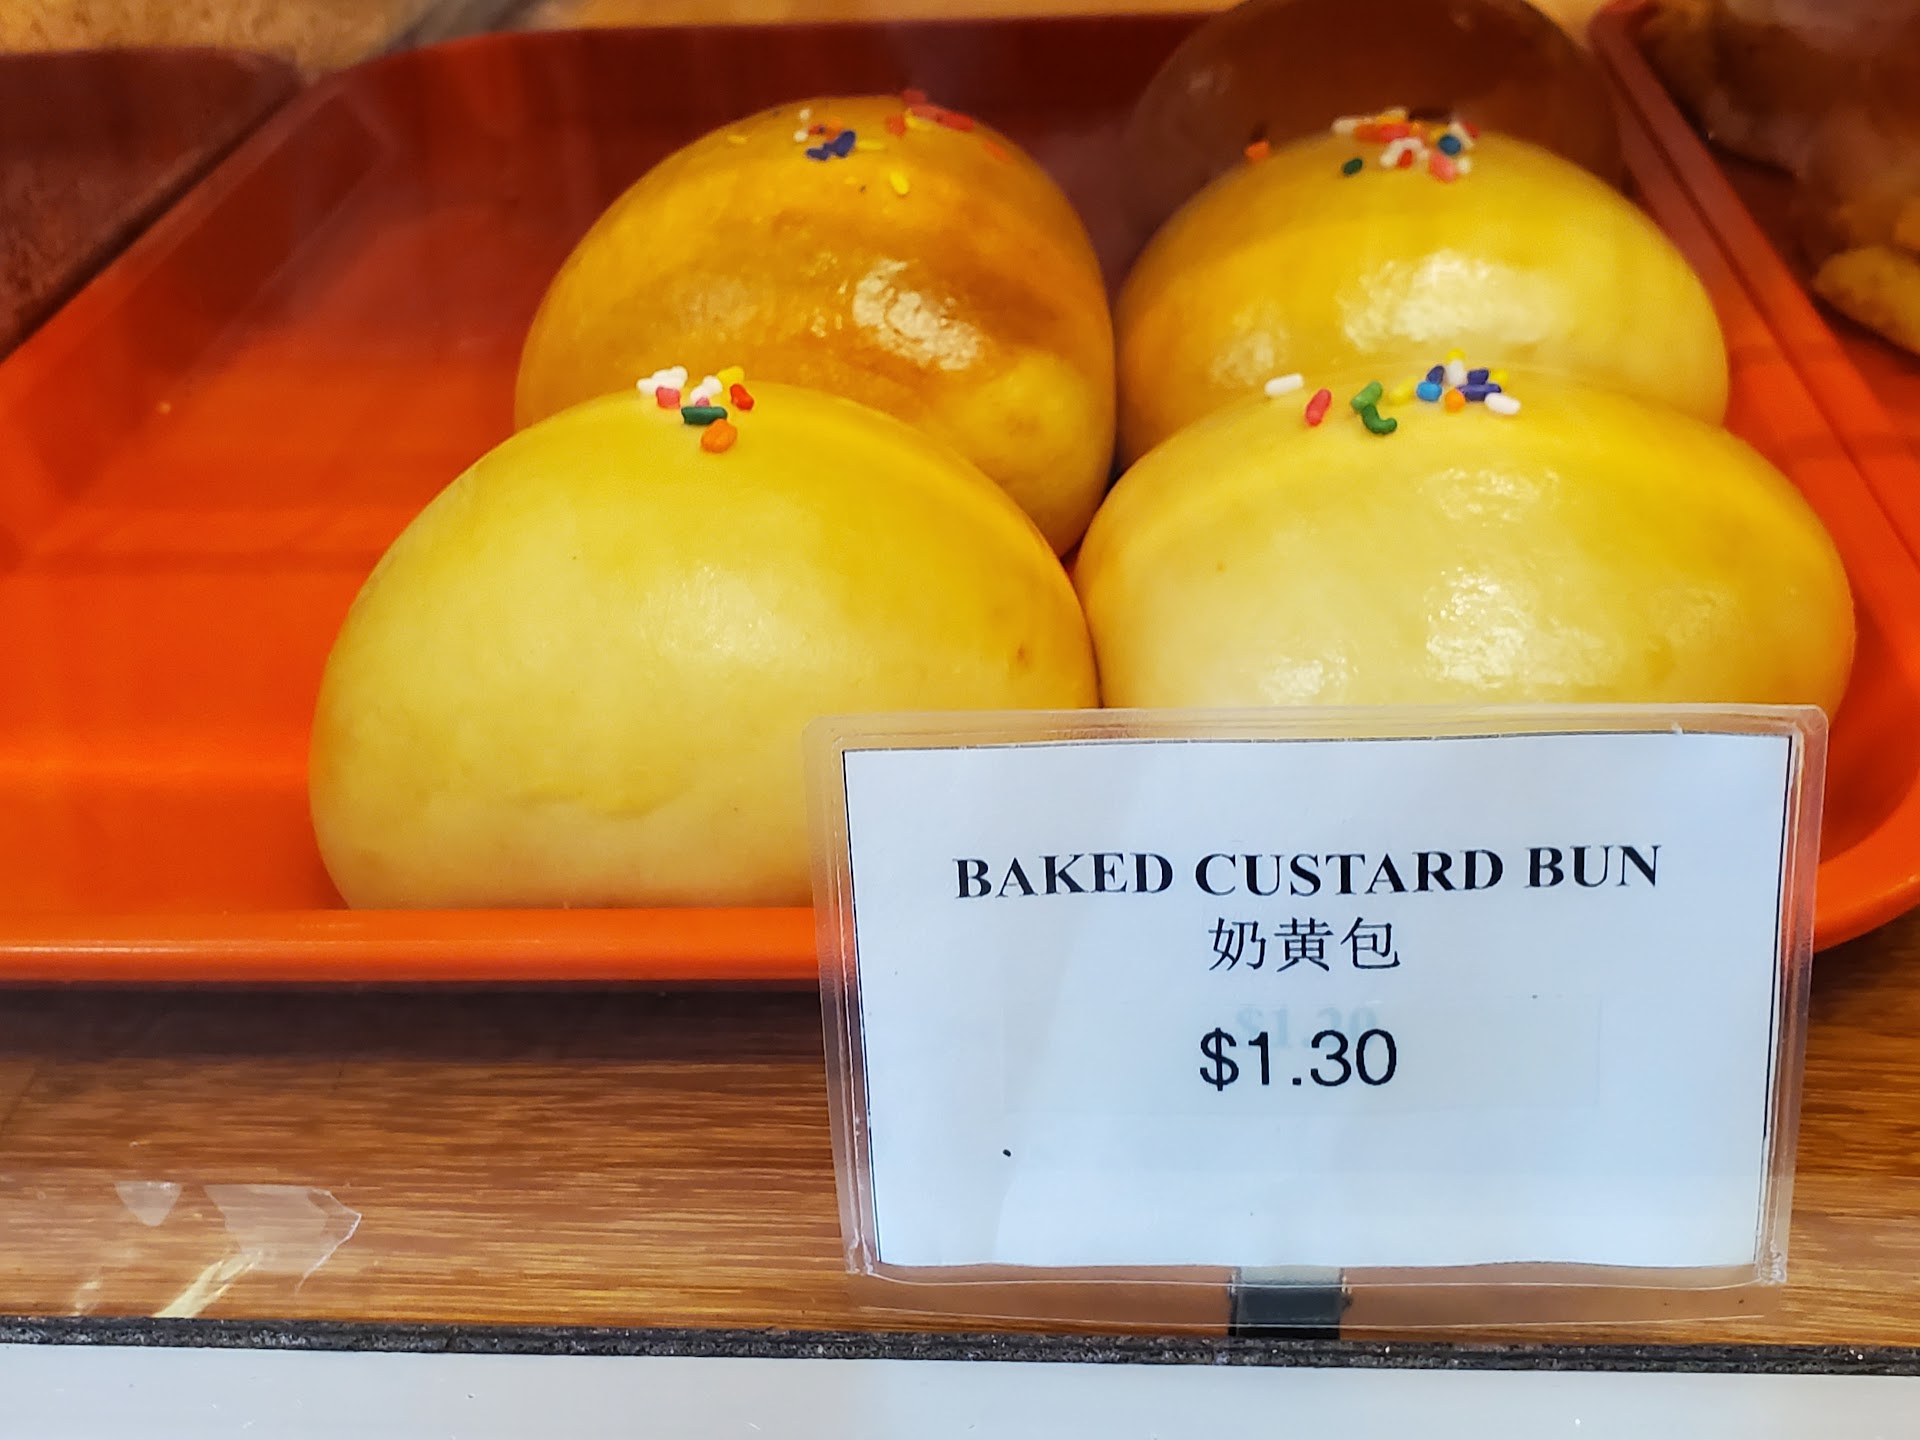 BAKED CUSTARD BUN
奶黄包
$1.30